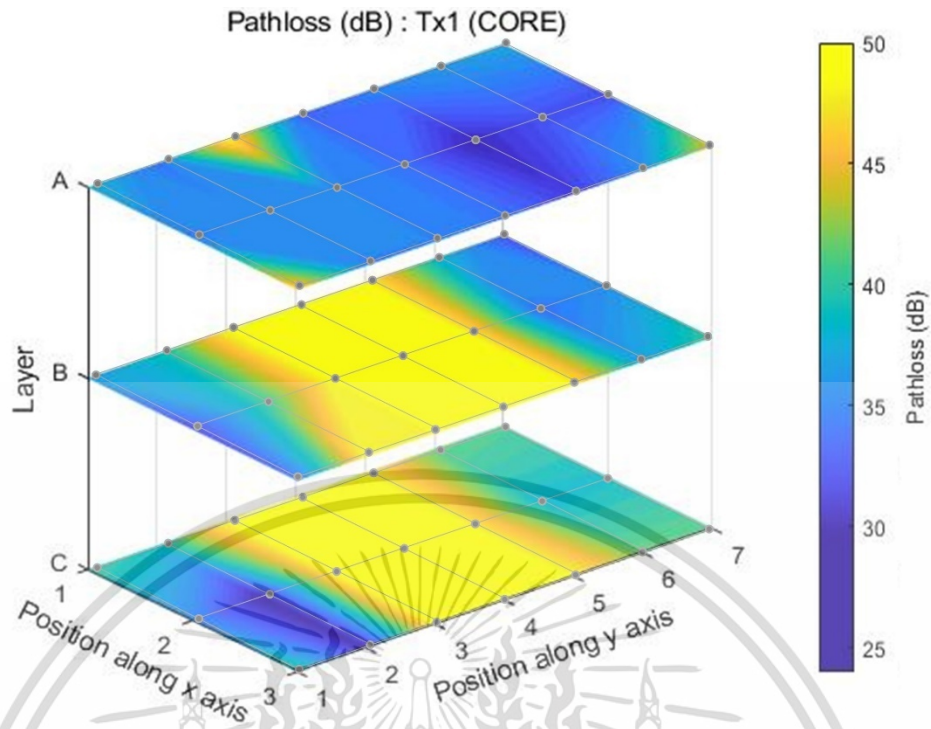 Pathloss (dB) : Tx1 (CORE)
50
45
40
35
30
25
Pathloss (dB)
A
B
C
Layer
1
2
3
Position along x axis
1
2
3
4
5
6
7
Position along y axis